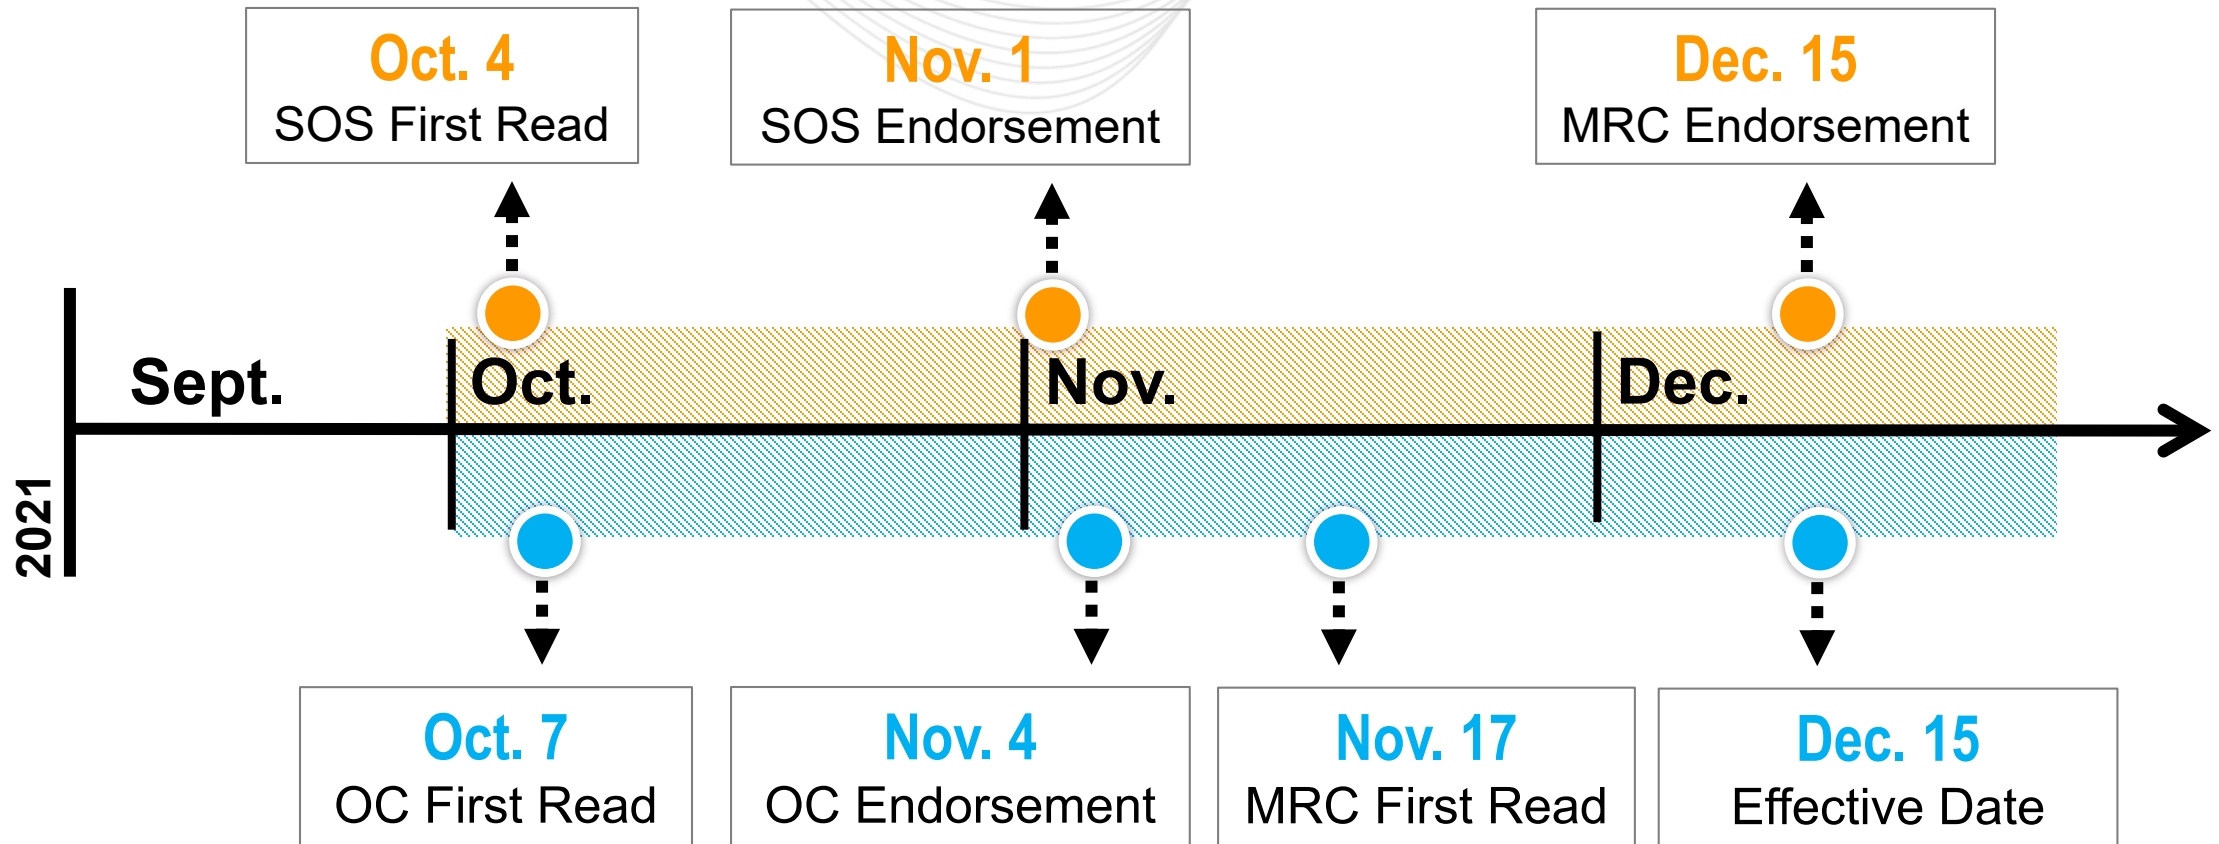 Oct. 4
SOS First Read
Nov. 1
SOS Endorsement
Dec. 15
MRC Endorsement
Sept.
Oct.
Nov.
Dec.
2021
Oct. 7
OC First Read
Nov. 4
OC Endorsement
Nov. 17
MRC First Read
Dec. 15
Effective Date